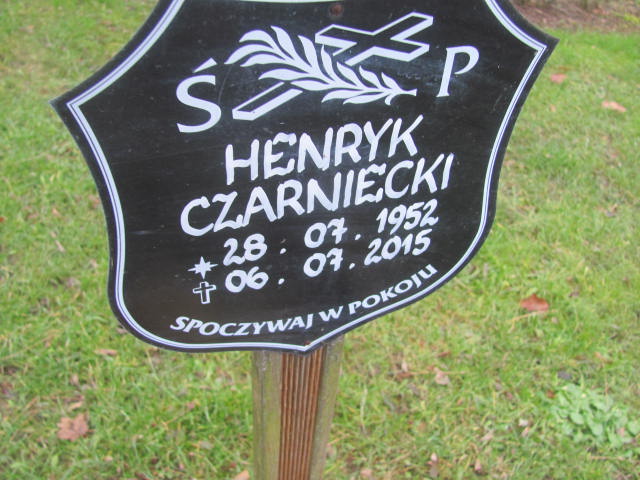 Ś P
HENRYK
CZARNIECKI
28. 07. 1952
06. 07. 2015
SPOCZYWAJ W POKOJU